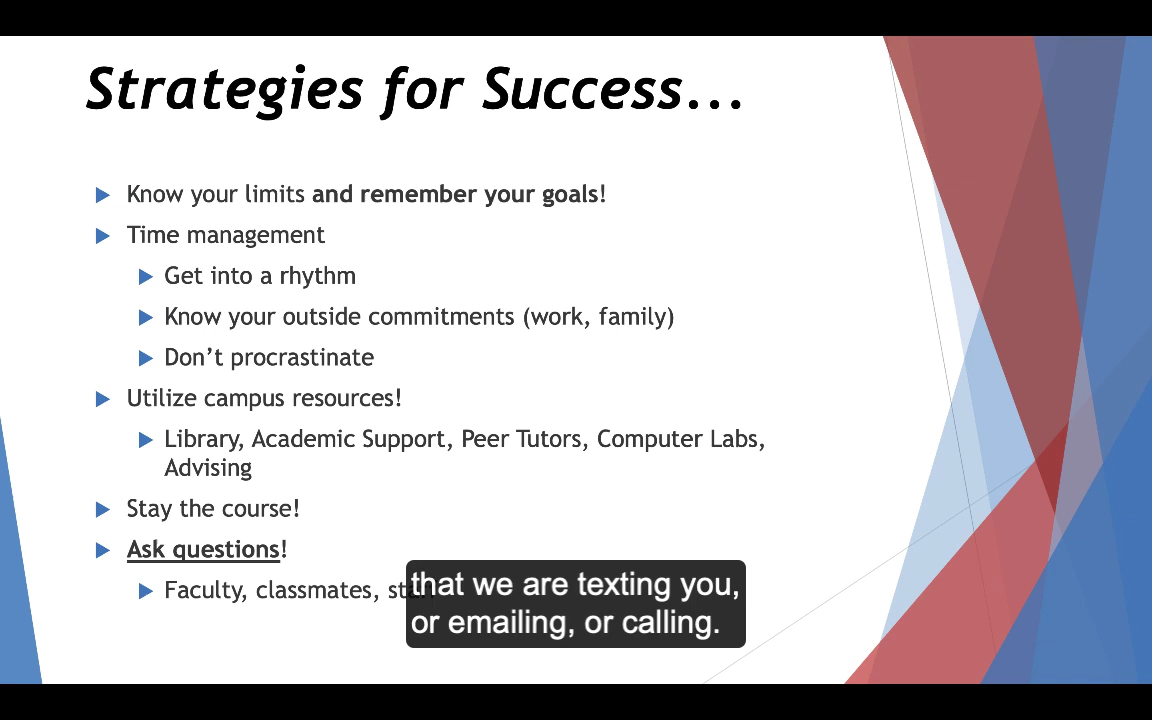 Strategies for Success...
Know your limits and remember your goals!
Time management
Get into a rhythm
Know your outside commitments (work, family)
Don't procrastinate
Utilize campus resources!
Library, Academic Support, Peer Tutors, Computer Labs,
Advising
Stay the course!
Ask questions!
Faculty, classmates,
that we are texting you,
or emailing, or calling.